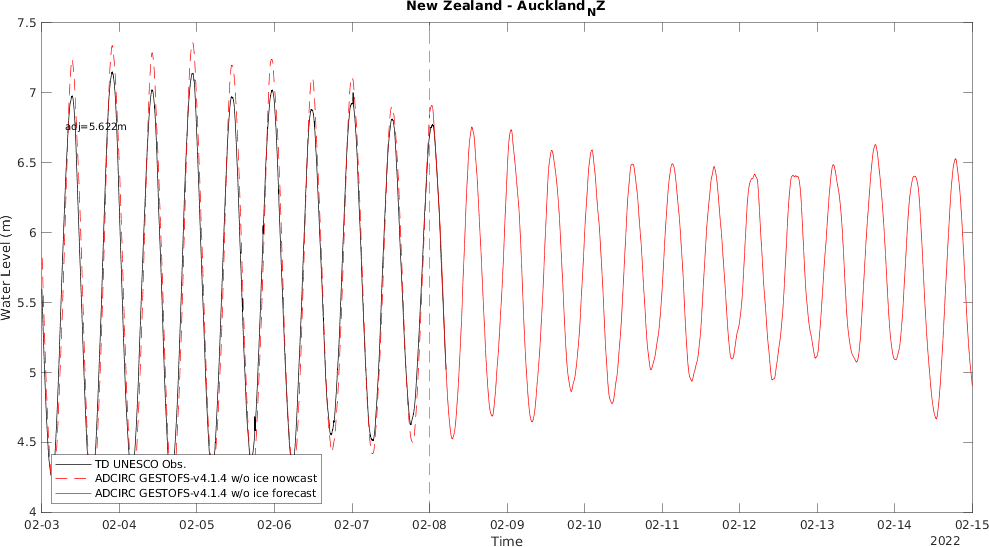 New Zealand - Auckland_NZ
7.5
7
6.5
6
5.5
5
4.5
4
Water Level (m)
adj=5.622m
TD UNESCO Obs.
ADCIRC GESTOFS-v4.1.4 w/o ice nowcast
ADCIRC GESTOFS-v4.1.4 w/o ice forecast
02-03 02-04 02-05 02-06 02-07 02-08 02-09 02-10 02-11 02-12 02-13 02-14 02-15
Time
2022